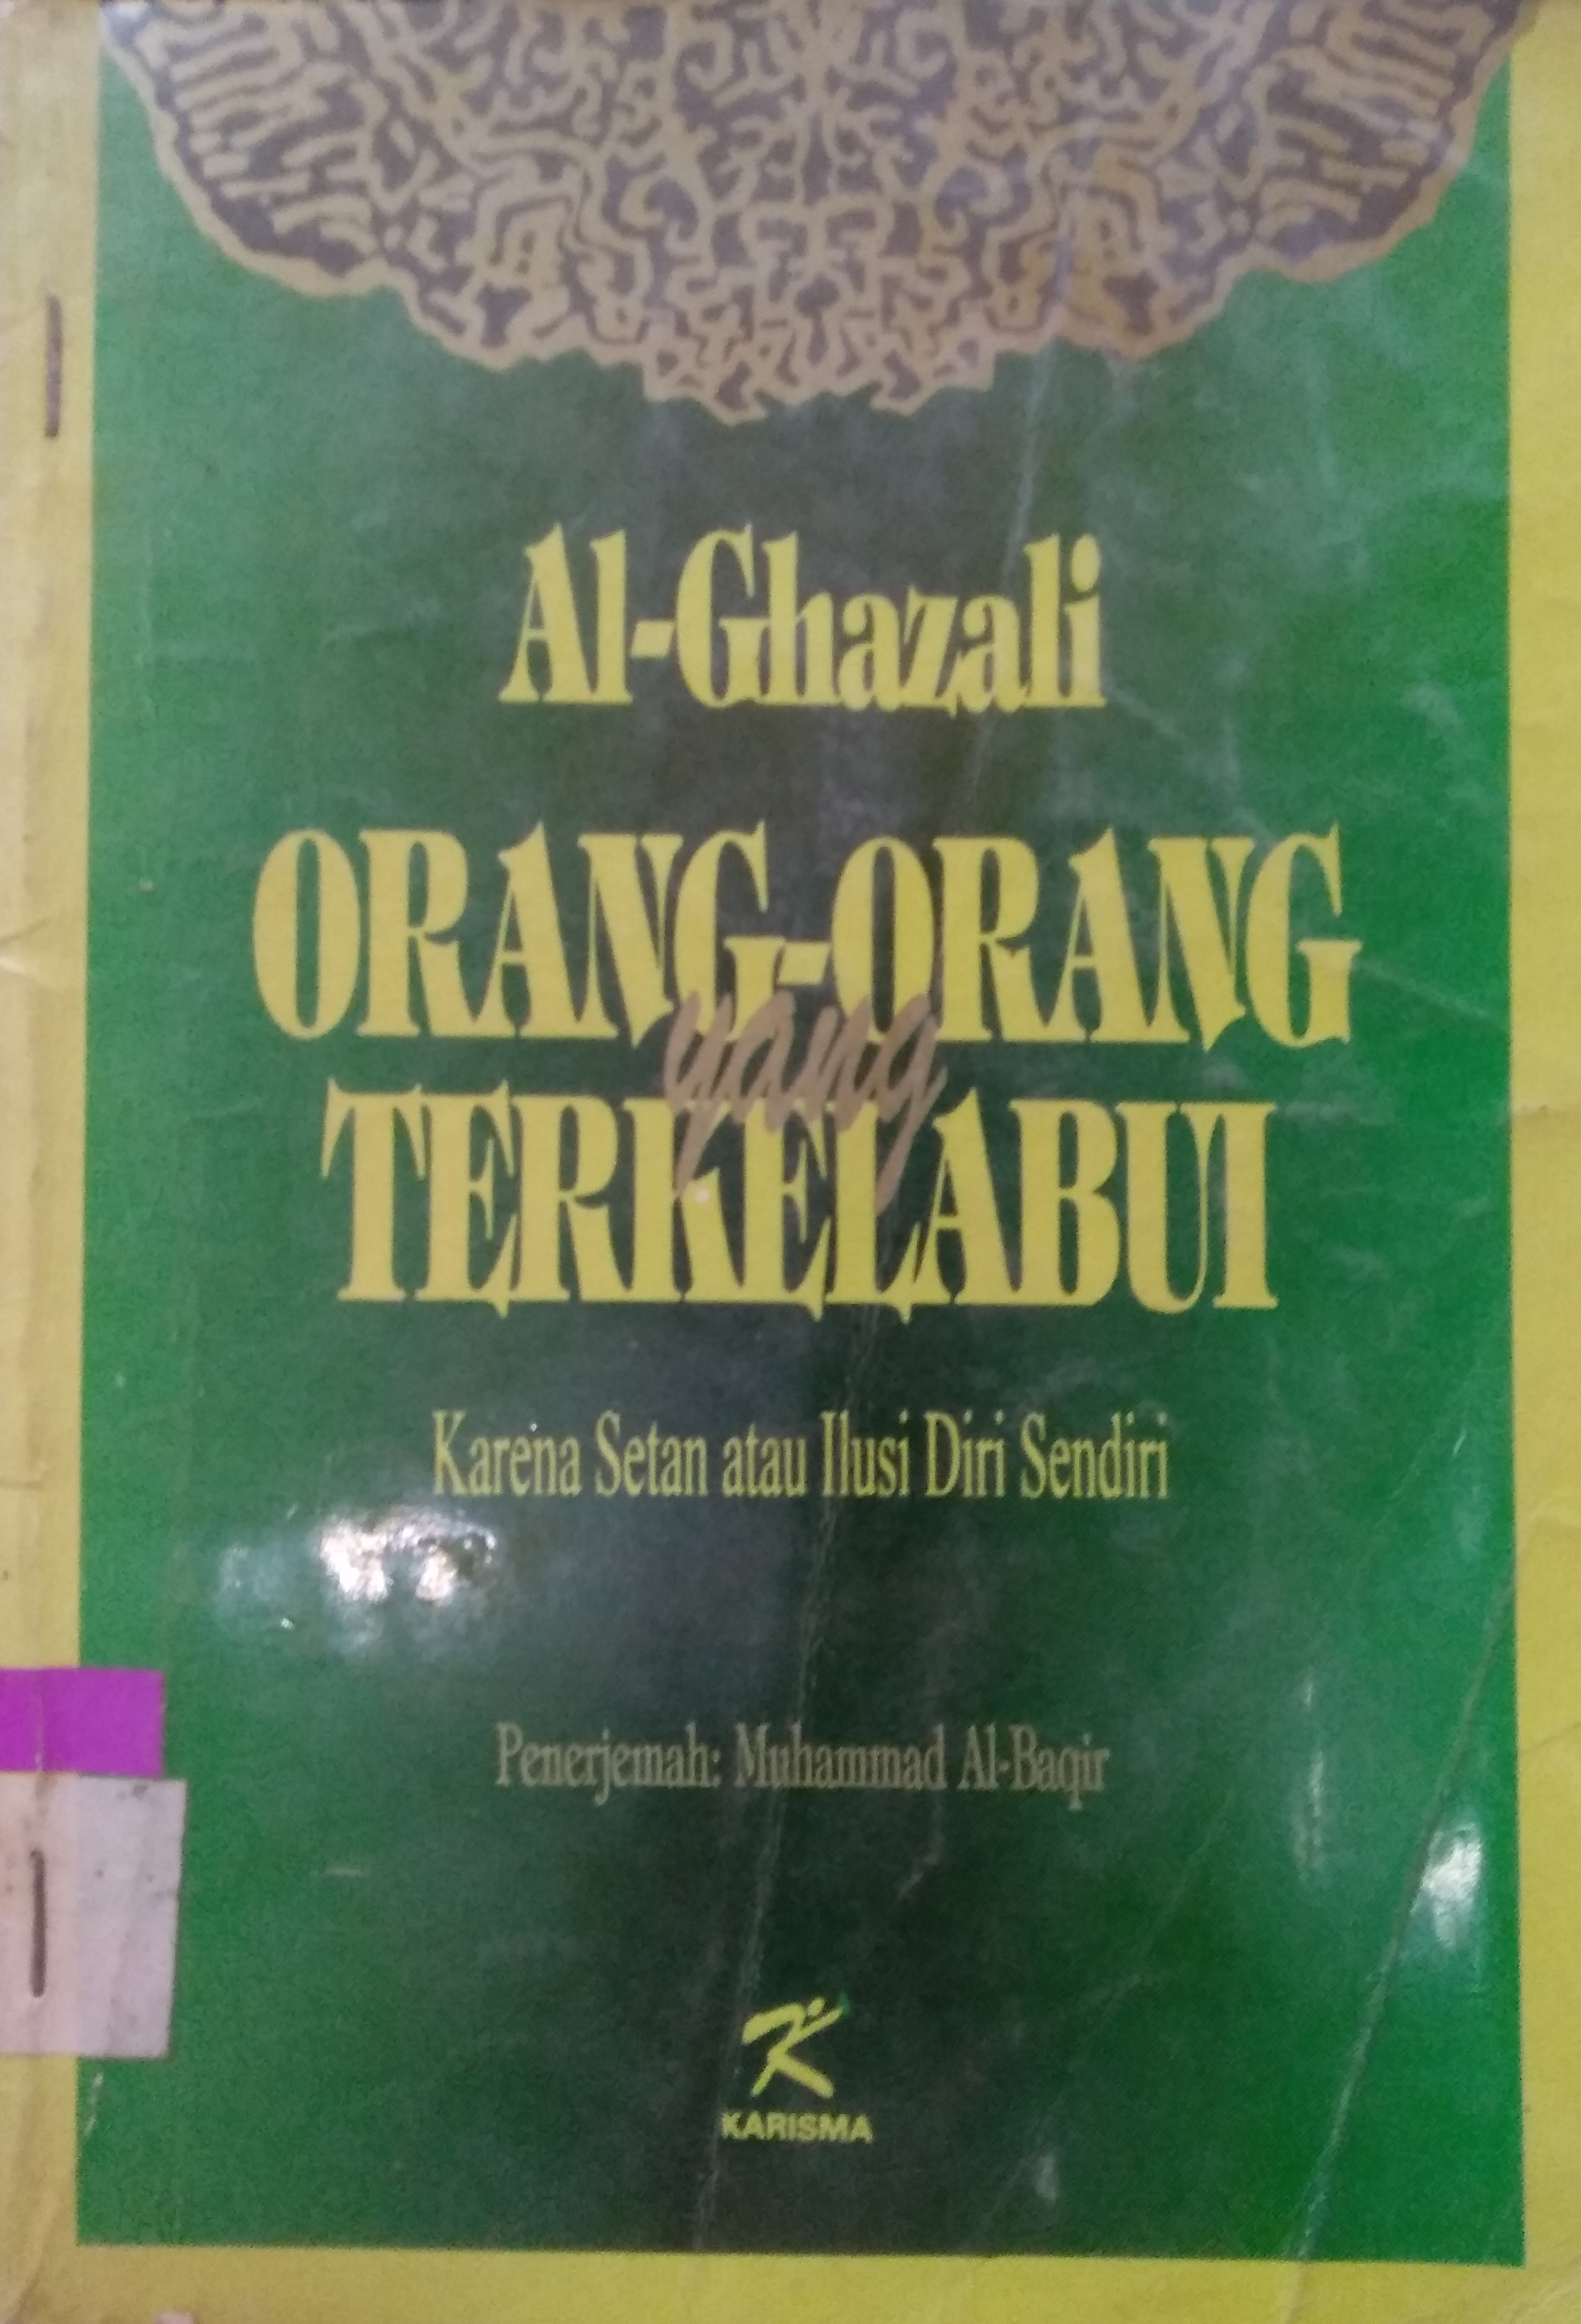 Al-Ghazali
ORANG-ORANG
yang
TERKELABUI
Karena Setan atau Ilusi Diri Sendiri
Penerjemah: Muhammad Al-Baqir
KARISMA